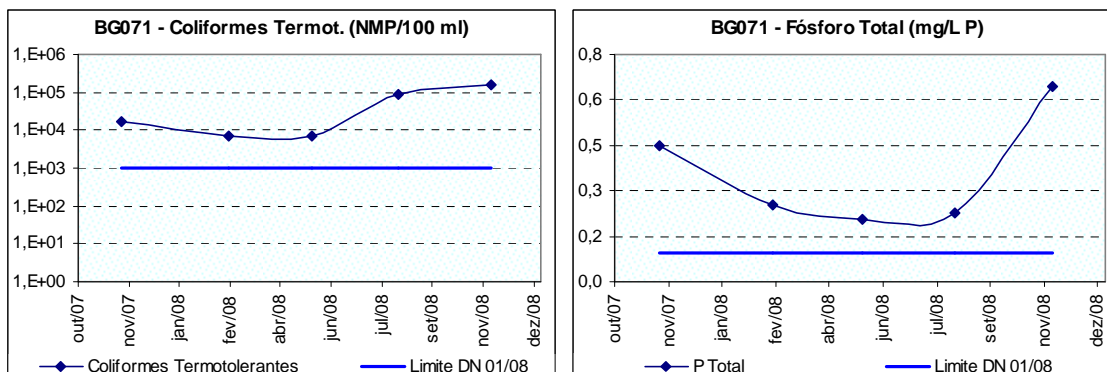 BG071 - Coliformes Termot. (NMP/100 ml)
1,E+06
1,E+05
1,E+04
1,E+03
1,E+02
1,E+01
1,E+00
out/07
nov/07
jan/08
fev/08
abr/08
jun/08
jul/08
set/08
nov/08
dez/08
Coliformes Termotolerantes
Limite DN 01/08
BG071 - Fósforo Total (mg/L P)
0,8
0,6
0,5
0,3
0,2
0,0
out/07
nov/07
jan/08
fev/08
abr/08
jun/08
jul/08
set/08
nov/08
dez/08
P Total
Limite DN 01/08